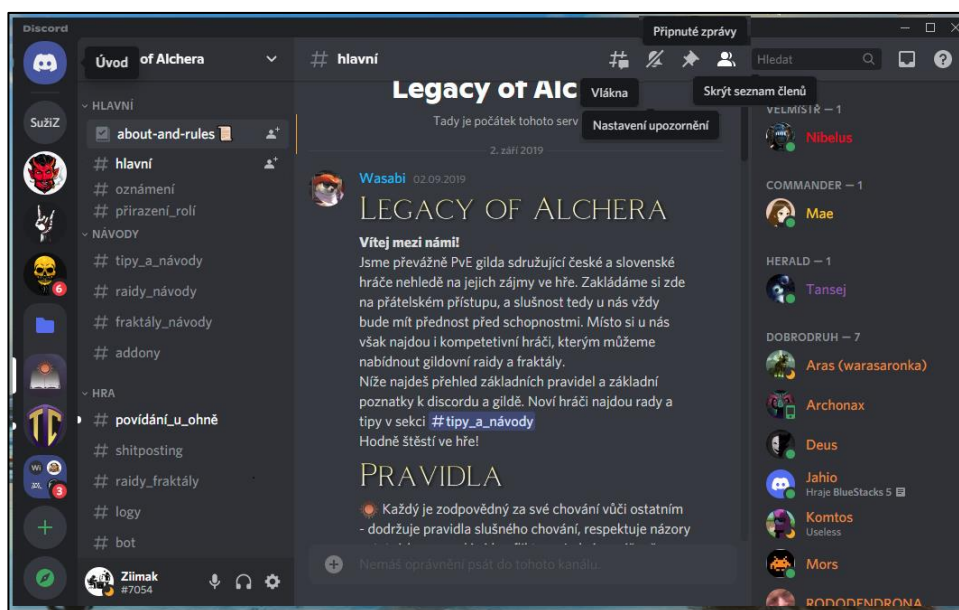 Discord
Úvod
of Alchera
SužiZ
6
Wi
3
HLAVNÍ
about-and-rules
# hlavní
# oznámení
# přirazení_rolí
NÁVODY
# tipy_a_návody
# raidy_návody
# fraktály_návody
# addony
HRA
# povídání_u_ohně
# shitposting
# raidy_fraktály
# logy
# bot
Ziimak
#7054
# hlavní
Připnuté zprávy
Hledat
Vlákna
Skrýt seznam členů
Nastavení upozornění
Legacy of Alc
Tady je počátek tohoto serv
2. září 2019
Wasabi 02.09.2019
LEGACY OF ALCHERA
Vítej mezi námi!
Jsme převážně PvE gilda sdružující české a slovenské
hráče nehledě na jejich zájmy ve hře. Zakládáme si zde
na přátelském přístupu, a slušnost tedy u nás vždy
bude mít přednost před schopnostmi. Místo si u nás
však najdou i kompetetivní hráči, kterým můžeme
nabídnout gildovní raidy a fraktály.
Níže najdeš přehled základních pravidel a základní
poznatky k discordu a gildě. Noví hráči najdou rady a
tipy v sekci #tipy_a_návody
Hodně štěstí ve hře!
PRAVIDLA
Každý je zodpovědný za své chování vůči ostatním
- dodržuje pravidla slušného chování, respektuje názory
Nemáš oprávnění psát do tohoto kanálu.
VELMISTR — 1
Nibelus
COMMANDER — 1
Mae
HERALD — 1
Tansej
DOBRODRUH — 7
Aras (warasaronka)
Archonax
Deus
Jahio
Hraje BlueStacks 5
Komtos
Useless
Mors
RODODENDRONA